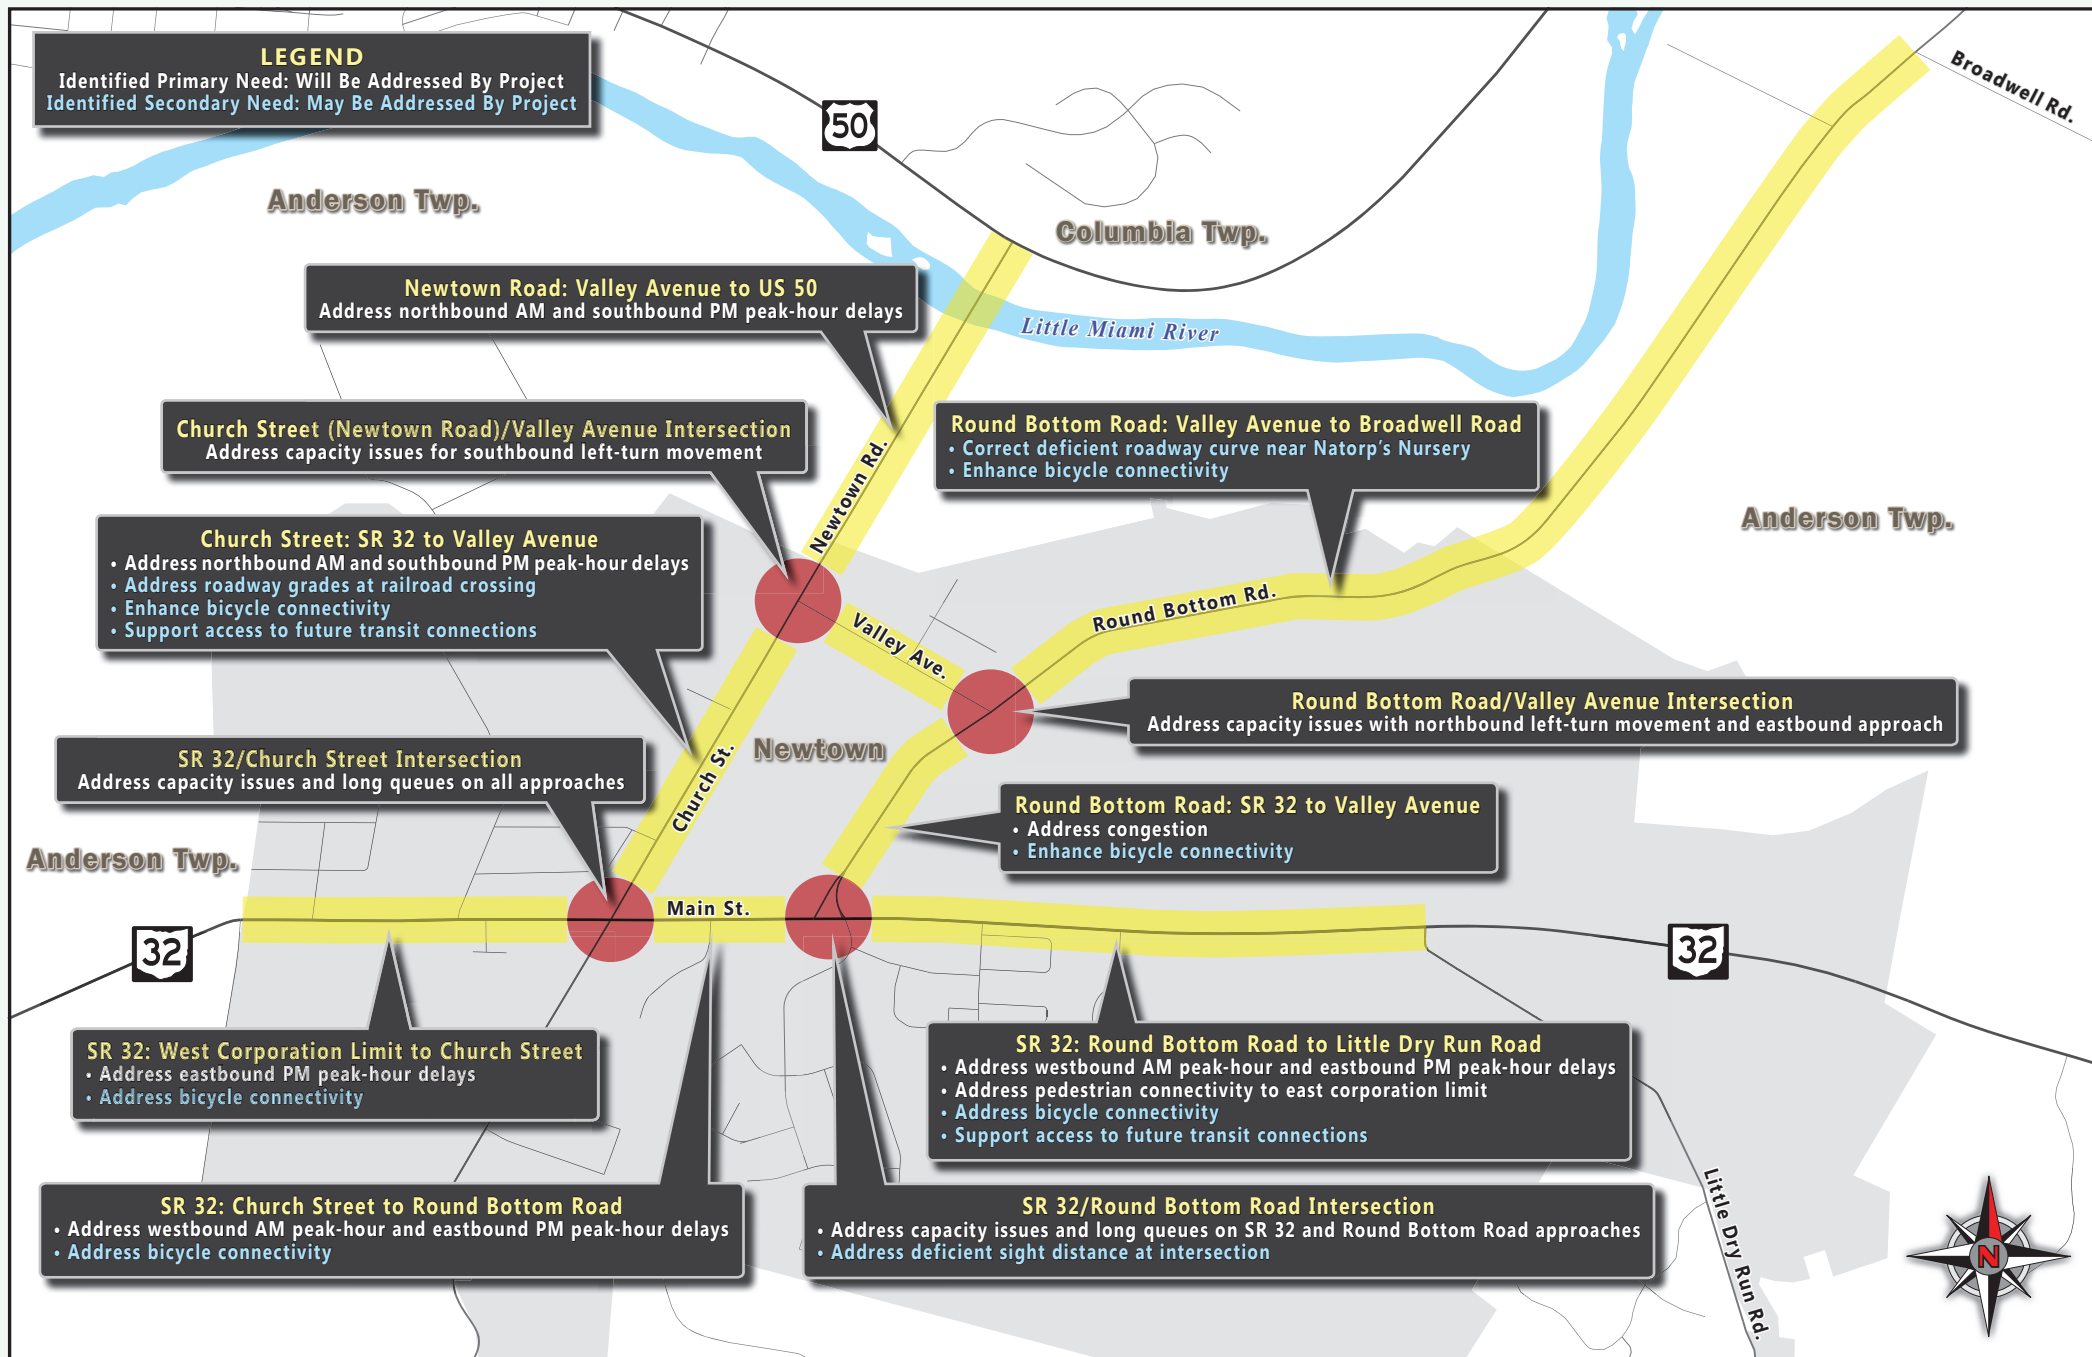 LEGEND
Identified Primary Need: Will Be Addressed By Project
Identified Secondary Need: May Be Addressed By Project
Broadwell Rd.
50
Anderson Twp.
Columbia Twp.
Newtown Road: Valley Avenue to US 50
Address northbound AM and southbound PM peak-hour delays
Little Miami River
Church Street (Newtown Road)/Valley Avenue Intersection
Address capacity issues for southbound left-turn movement
Newtown Rd.
Round Bottom Road: Valley Avenue to Broadwell Road
• Correct deficient roadway curve near Natorp's Nursery
• Enhance bicycle connectivity
Anderson Twp.
Church Street: SR 32 to Valley Avenue
• Address northbound AM and southbound PM peak-hour delays
• Address roadway grades at railroad crossing
• Enhance bicycle connectivity
• Support access to future transit connections
Valley Ave.
Round Bottom Rd.
Round Bottom Road/Valley Avenue Intersection
Address capacity issues with northbound left-turn movement and eastbound approach
Newtown
SR 32/Church Street Intersection
Address capacity issues and long queues on all approaches
Church St.
Round Bottom Road: SR 32 to Valley Avenue
• Address congestion
• Enhance bicycle connectivity
Anderson Twp.
Main St.
32
32
SR 32: West Corporation Limit to Church Street
• Address eastbound PM peak-hour delays
• Address bicycle connectivity
SR 32: Round Bottom Road to Little Dry Run Road
• Address westbound AM peak-hour and eastbound PM peak-hour delays
• Address pedestrian connectivity to east corporation limit
• Address bicycle connectivity
• Support access to future transit connections
SR 32: Church Street to Round Bottom Road
• Address westbound AM peak-hour and eastbound PM peak-hour delays
• Address bicycle connectivity
SR 32/Round Bottom Road Intersection
• Address capacity issues and long queues on SR 32 and Round Bottom Road approaches
• Address deficient sight distance at intersection
Little Dry Run Rd.
N